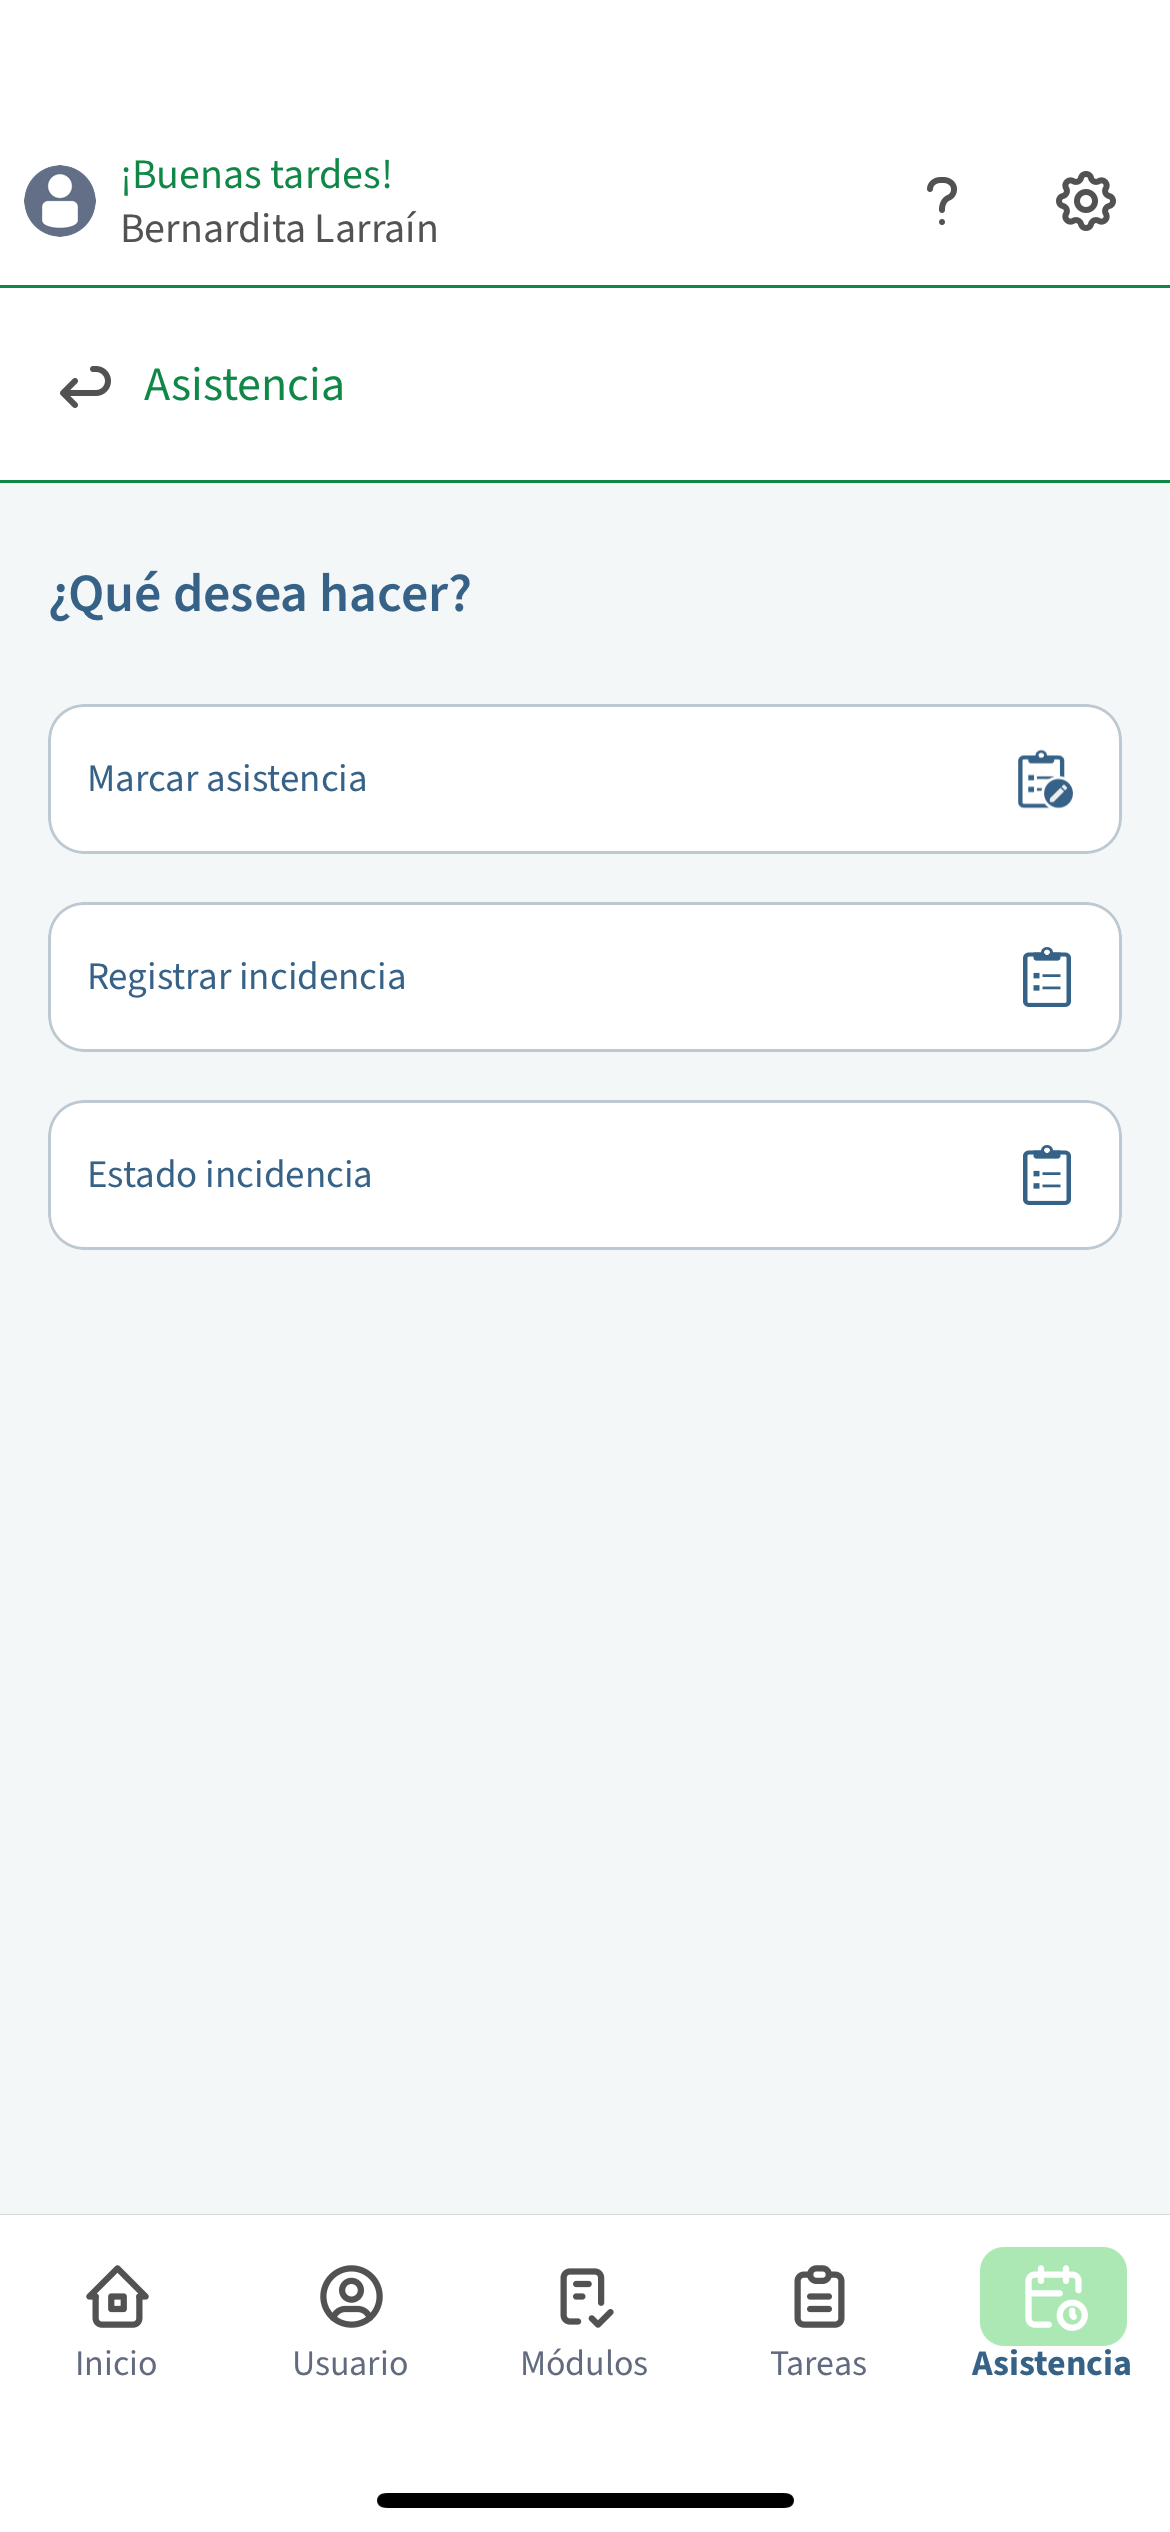 ¡Buenas tardes!
Bernardita Larraín
Asistencia
¿Qué desea hacer?
Marcar asistencia
Registrar incidencia
Estado incidencia
Inicio
Usuario
Módulos
Tareas
Asistencia